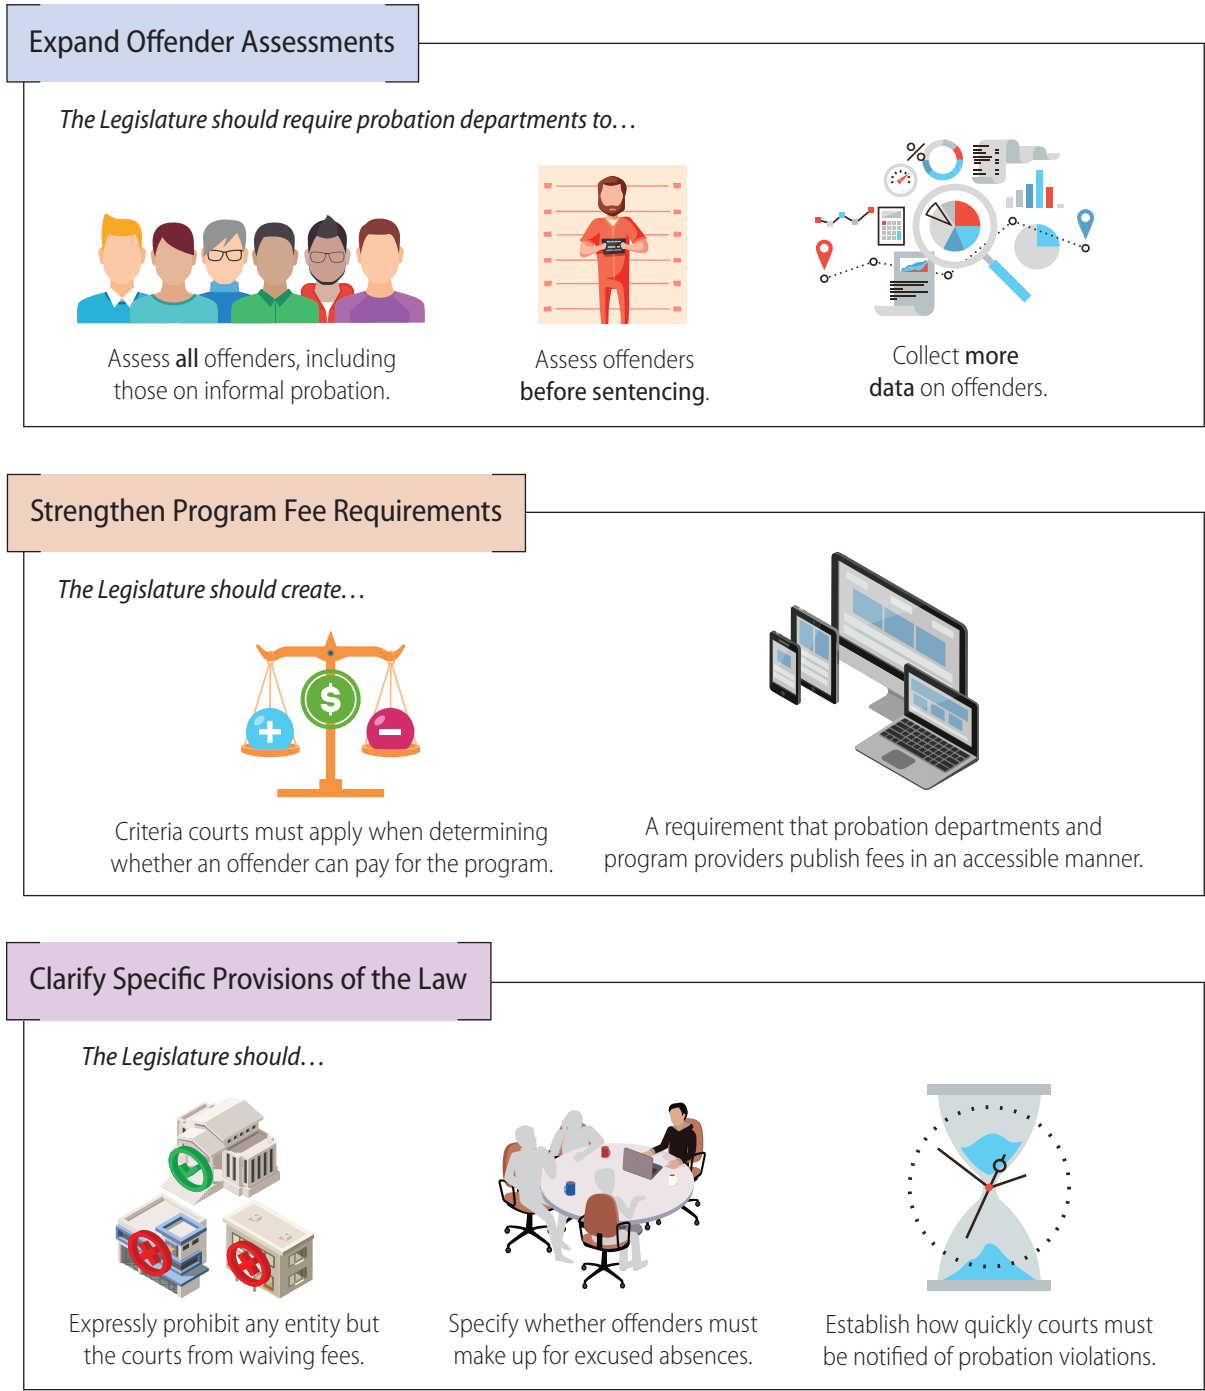 Expand Offender Assessments
The Legislature should require probation departments to…
%
Assess all offenders, including
those on informal probation.
Assess offenders
before sentencing.
Collect more
data on offenders.
Strengthen Program Fee Requirements
The Legislature should create…
$
+
−
Criteria courts must apply when determining
whether an offender can pay for the program.
A requirement that probation departments and
program providers publish fees in an accessible manner.
Clarify Specific Provisions of the Law
The Legislature should…
Expressly prohibit any entity but
the courts from waiving fees.
Specify whether offenders must
make up for excused absences.
Establish how quickly courts must
be notified of probation violations.